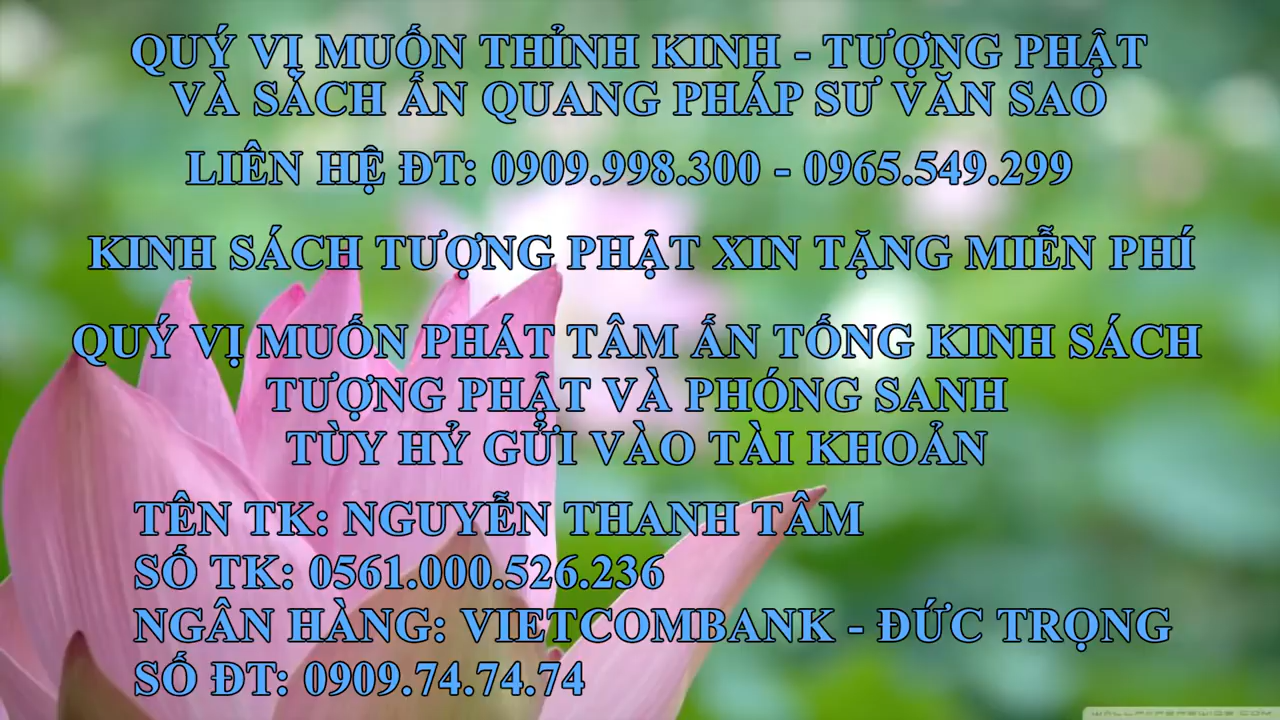 QUÝ VỊ MUỐN THỈNH KINH - TƯỢNG PHẬT
VÀ SÁCH ẤN QUANG PHÁP SƯ VĂN SAO
LIÊN HỆ ĐT: 0909.998.300 - 0965.549.299
KINH SÁCH TƯỢNG PHẬT XIN TẶNG MIỄN PHÍ
QUÝ VỊ MUỐN PHÁT TÂM ẤN TỐNG KINH SÁCH
TƯỢNG PHẬT VÀ PHÓNG SANH
TÙY HỶ GỬI VÀO TÀI KHOẢN
TÊN TK: NGUYỄN THANH TÂM
SỐ TK: 0561.000.526.236
NGÂN HÀNG: VIETCOMBANK - ĐỨC TRỌNG
SỐ ĐT: 0909.74.74.74
WALLPAPERSWIDE.COM